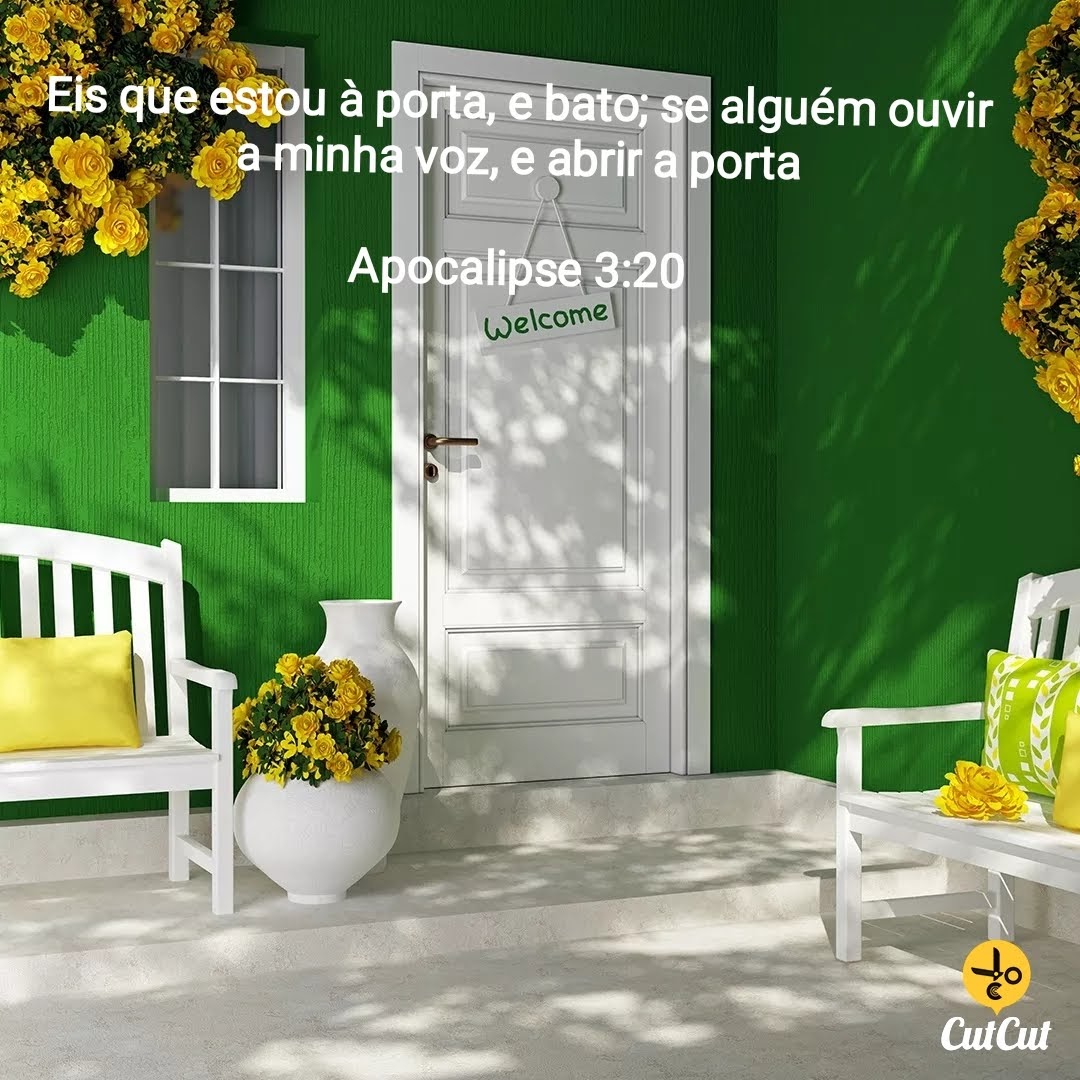 Eis que estou à porta, e bato; se alguém ouvir
a minha voz, e abrir a porta
Apocalipse 3:20
Welcome
CutCut